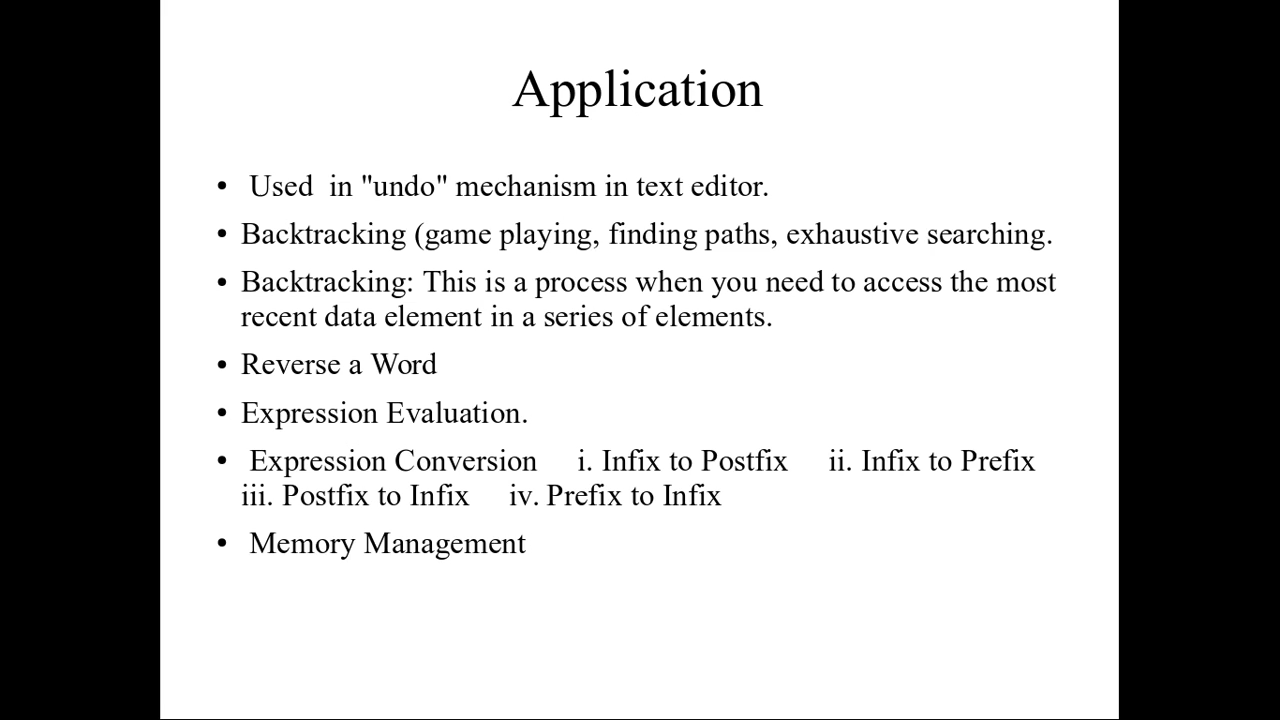 Application
• Used in "undo" mechanism in text editor.
• Backtracking (game playing, finding paths, exhaustive searching.
• Backtracking: This is a process when you need to access the most
recent data element in a series of elements.
• Reverse a Word
• Expression Evaluation.
• Expression Conversion i. Infix to Postfix ii. Infix to Prefix
iii. Postfix to Infix iv. Prefix to Infix
• Memory Management